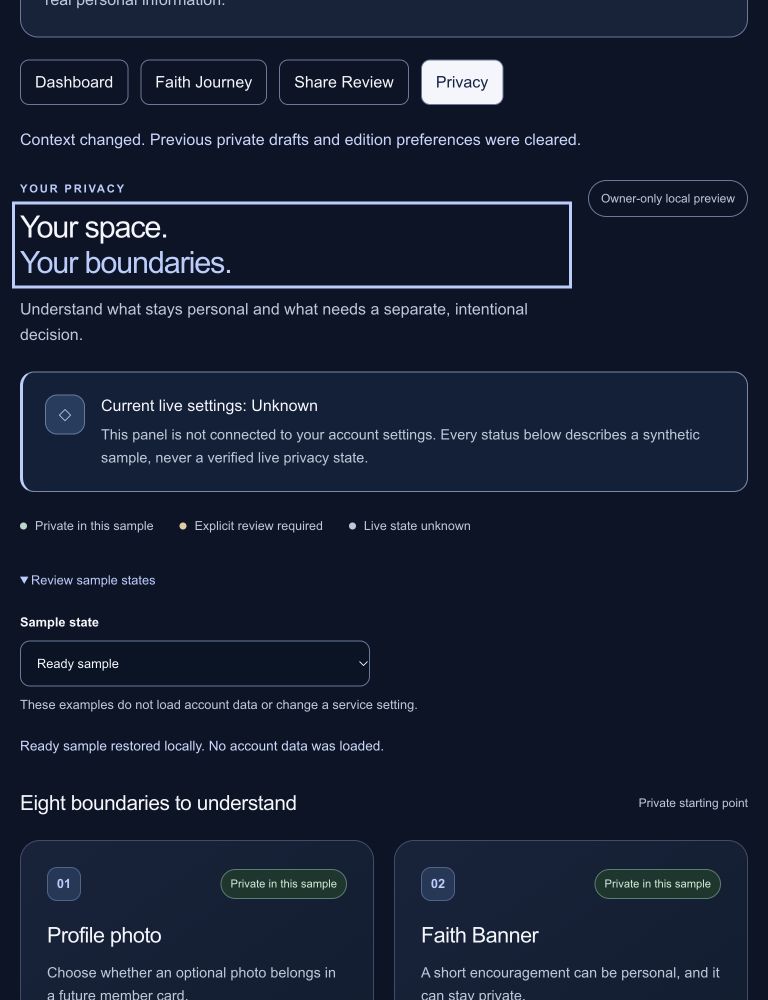 real personal information.
Dashboard
Faith Journey
Share Review
Privacy
Context changed. Previous private drafts and edition preferences were cleared.
YOUR PRIVACY
Owner-only local preview
Your space.
Your boundaries.
Understand what stays personal and what needs a separate, intentional
decision.
Current live settings: Unknown
This panel is not connected to your account settings. Every status below describes a synthetic
sample, never a verified live privacy state.
Private in this sample
Explicit review required
Live state unknown
Review sample states
Sample state
Ready sample
These examples do not load account data or change a service setting.
Ready sample restored locally. No account data was loaded.
Eight boundaries to understand
Private starting point
01
Private in this sample
Profile photo
Choose whether an optional photo belongs in
a future member card.
02
Private in this sample
Faith Banner
A short encouragement can be personal, and it
can stay private.